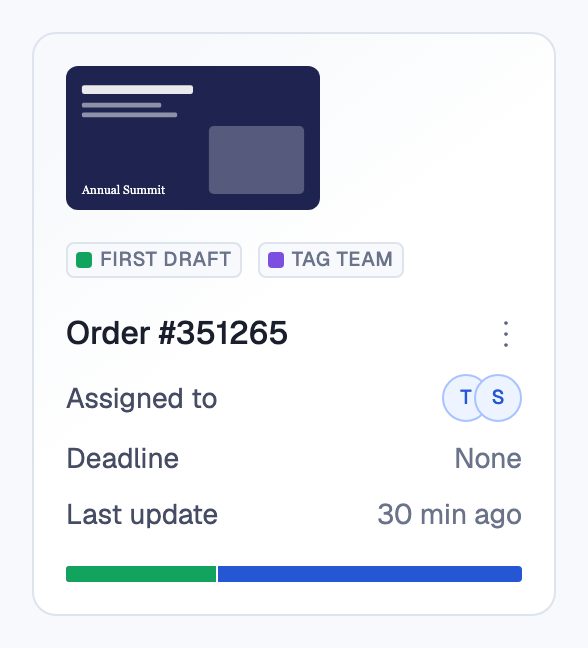 Annual Summit
FIRST DRAFT
TAG TEAM
Order #351265
Assigned to
T
S
Deadline
None
Last update
30 min ago